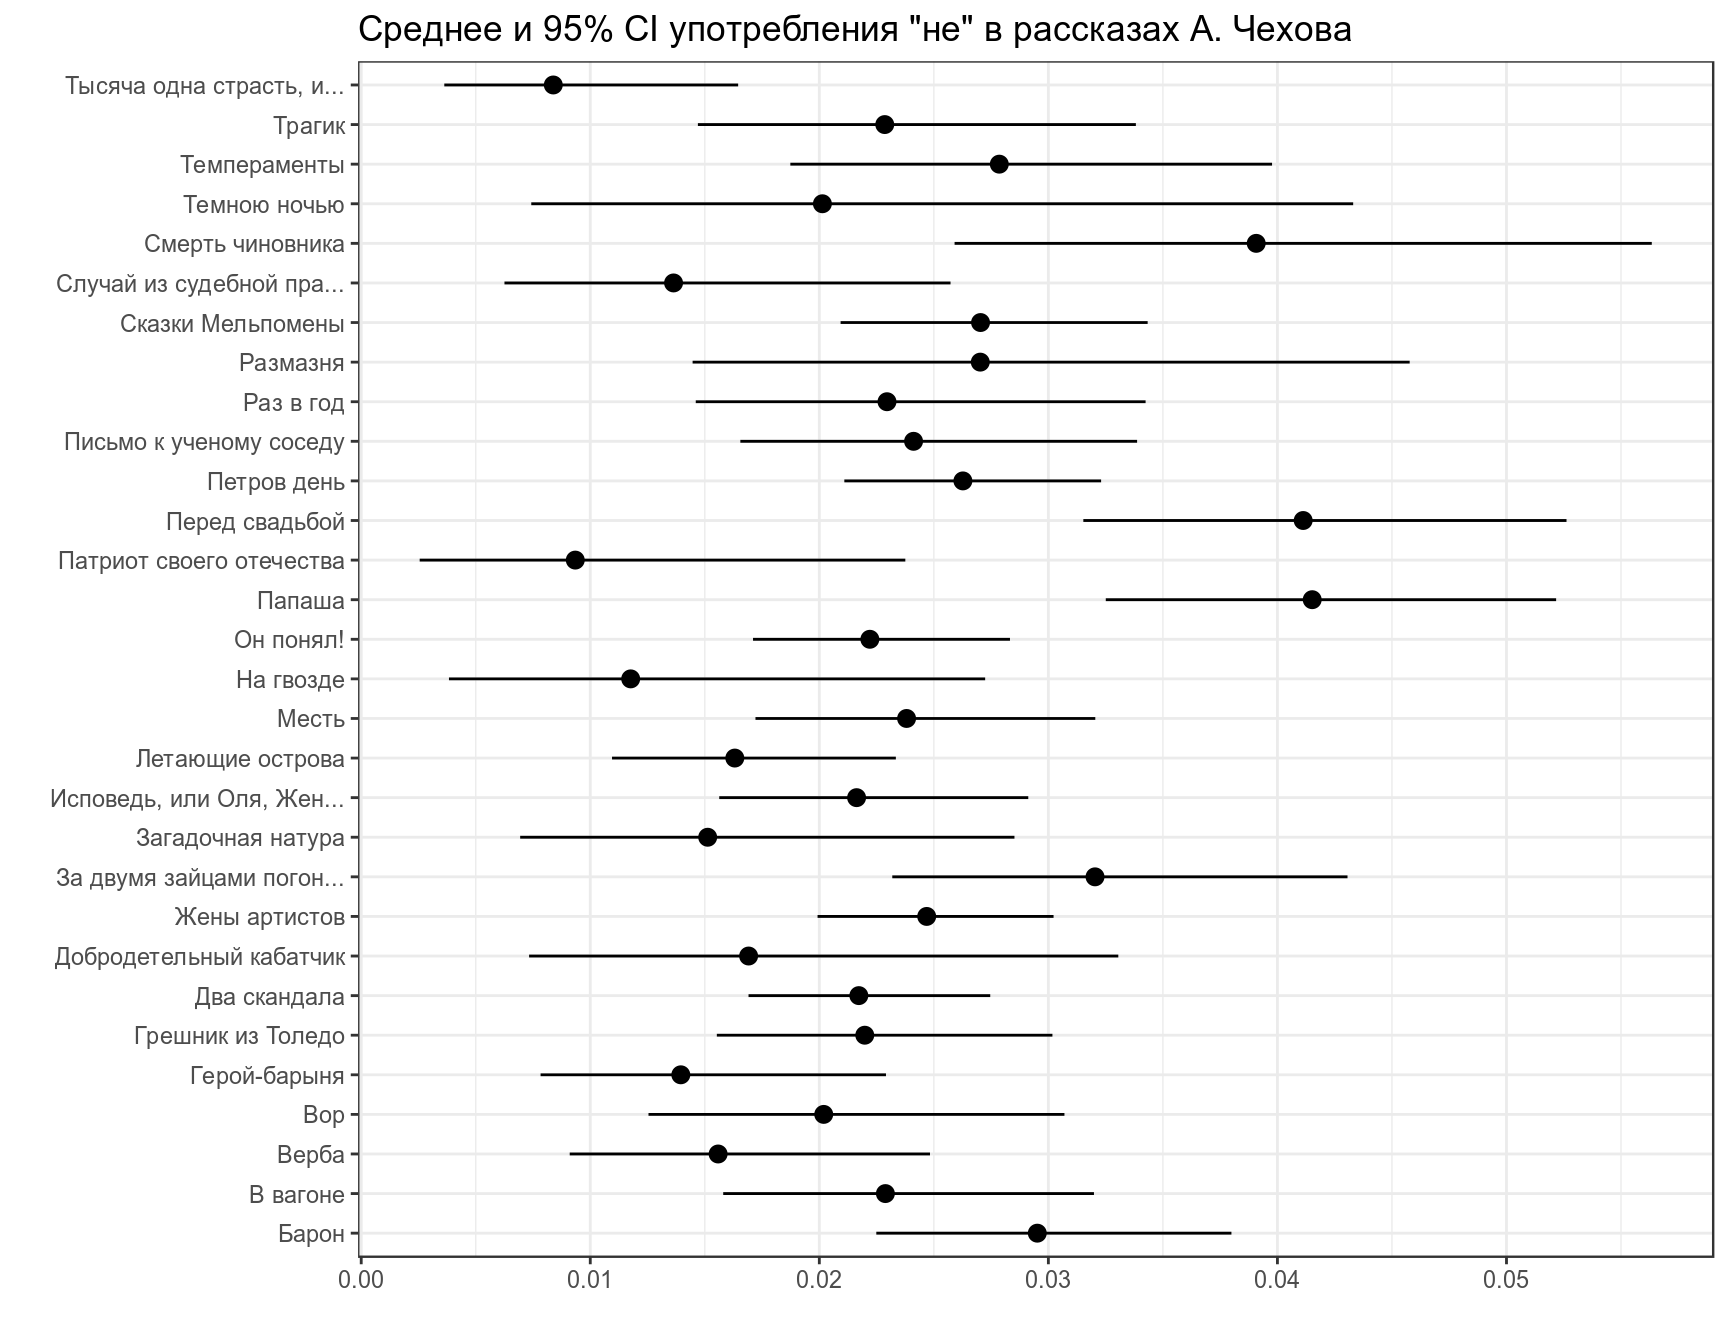 Среднее и 95% CI употребления "не" в рассказах А. Чехова
Тысяча одна страсть, и...
Трагик
Темпераменты
Темною ночью
Смерть чиновника
Случай из судебной пра...
Сказки Мельпомены
Размазня
Раз в год
Письмо к ученому соседу
Петров день
Перед свадьбой
Патриот своего отечества
Папаша
Он понял!
На гвозде
Месть
Летающие острова
Исповедь, или Оля, Жен...
Загадочная натура
За двумя зайцами погон...
Жены артистов
Добродетельный кабатчик
Два скандала
Грешник из Толедо
Герой-барыня
Вор
Верба
В вагоне
Барон
0.00 0.01 0.02 0.03 0.04 0.05